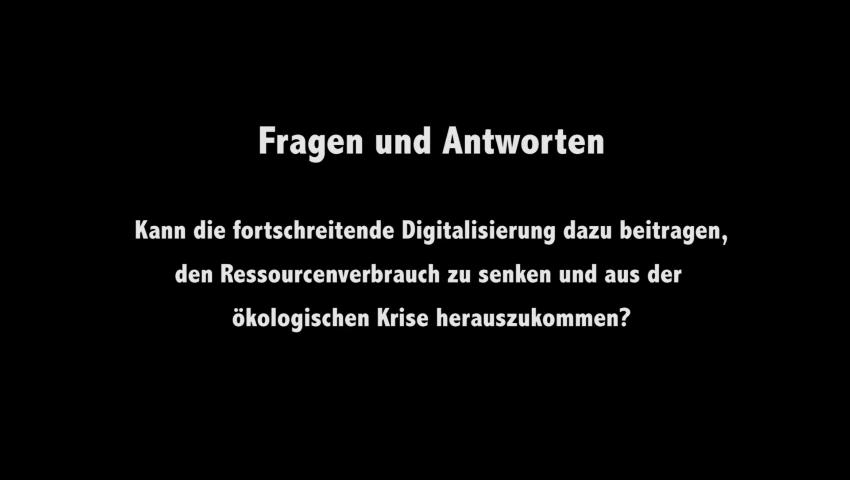 Fragen und Antworten
Kann die fortschreitende Digitalisierung dazu beitragen,
den Ressourcenverbrauch zu senken und aus der
ökologischen Krise herauszukommen?